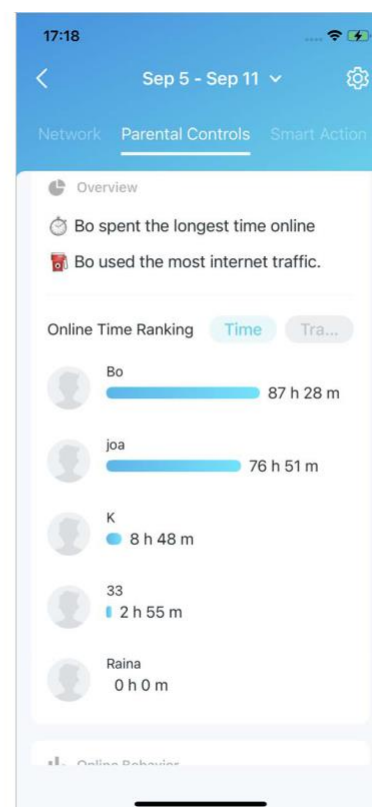 17:18
Sep 5 - Sep 11
Network Parental Controls Smart Action
Overview
Bo spent the longest time online
Bo used the most internet traffic.
Online Time Ranking Time Tra...
Bo
87 h 28 m
joa
76 h 51 m
K
8 h 48 m
33
2 h 55 m
Raina
0 h 0 m
Online Behavior